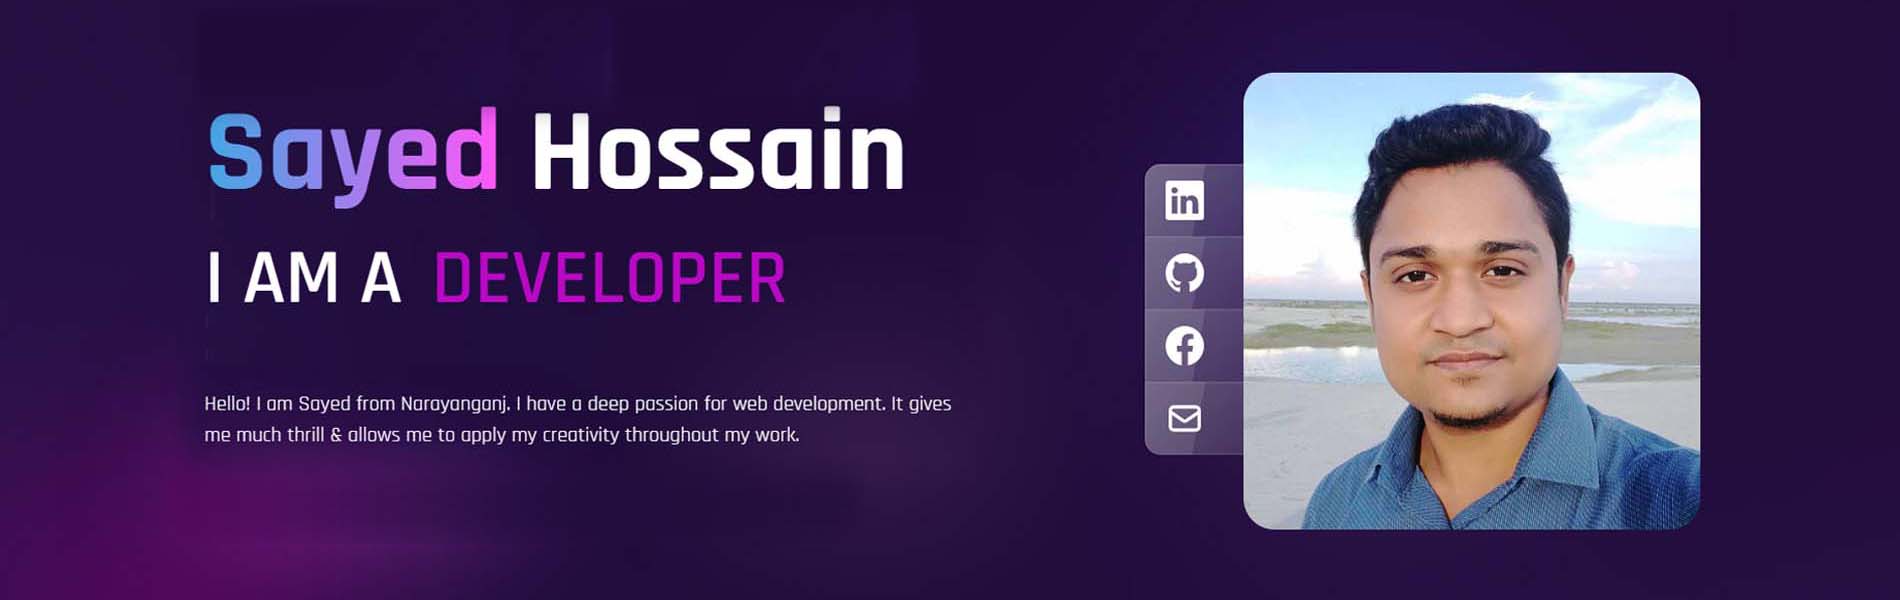 Sayed Hossain
I AM A DEVELOPER
Hello! I am Sayed from Narayanganj. I have a deep passion for web development. It gives
me much thrill & allows me to apply my creativity throughout my work.
in